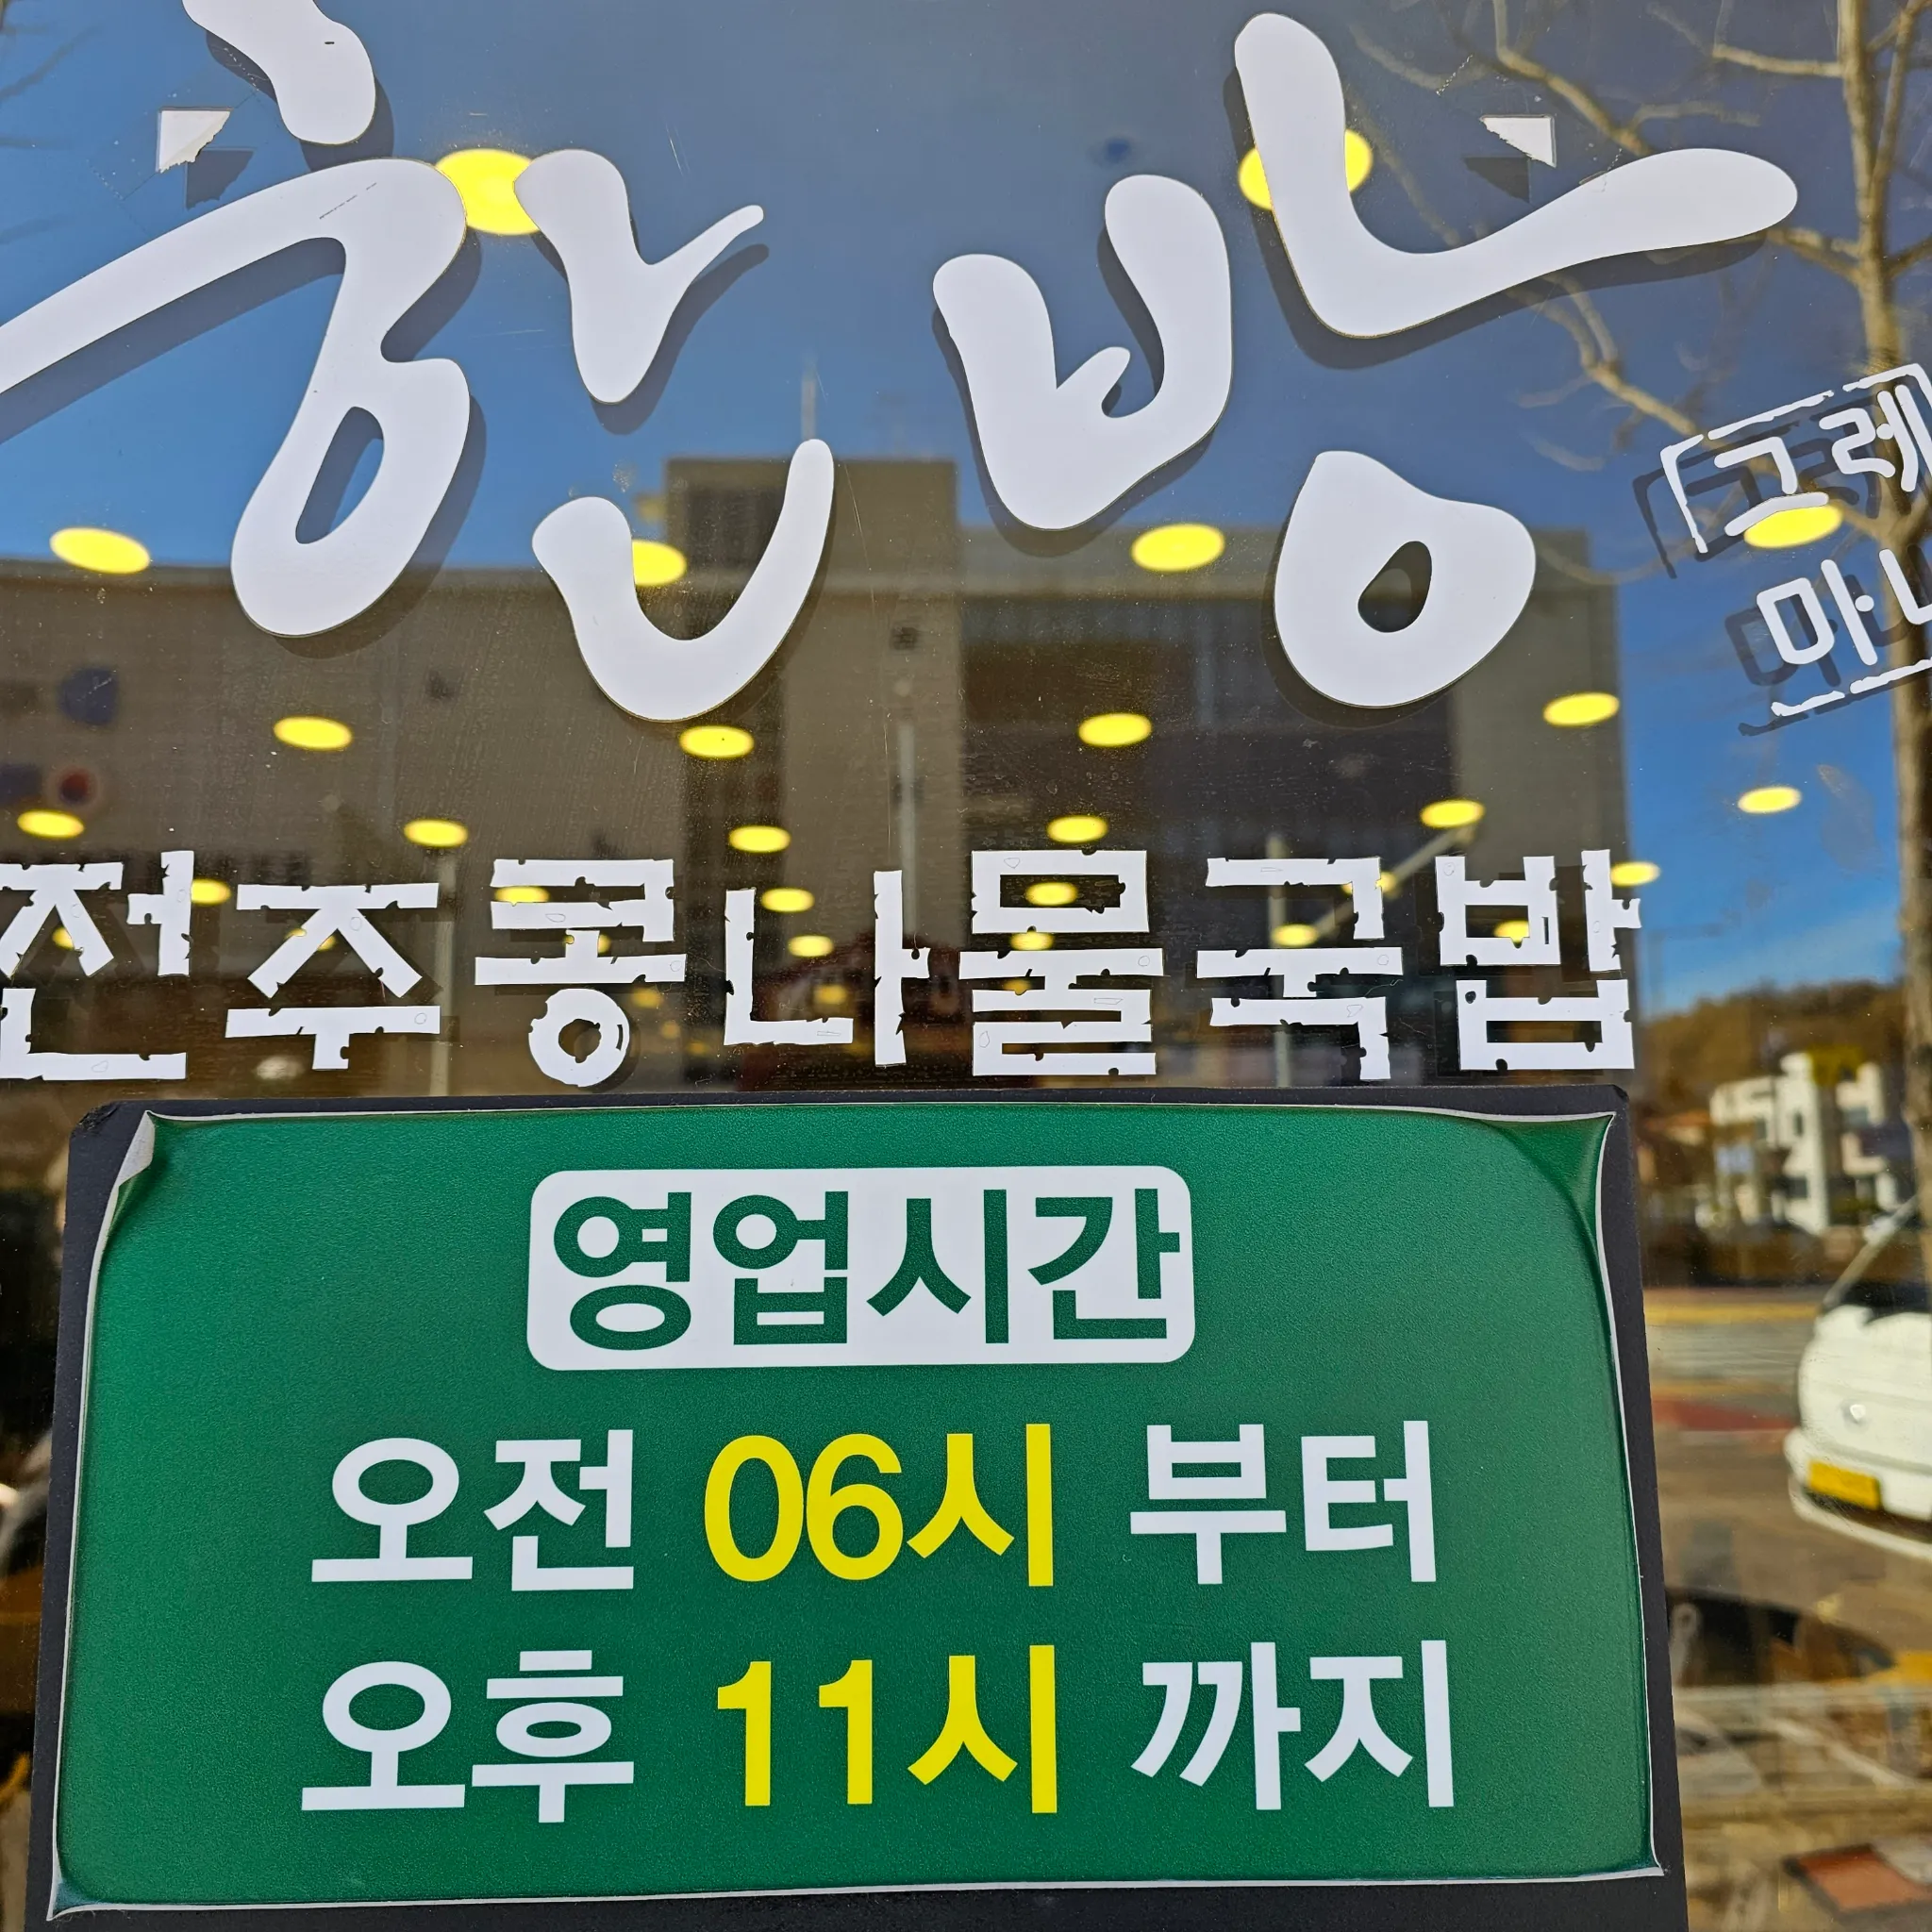 한방
그레
미니
전주콩나물국밥
영업시간
오전 06시 부터
오후 11시 까지